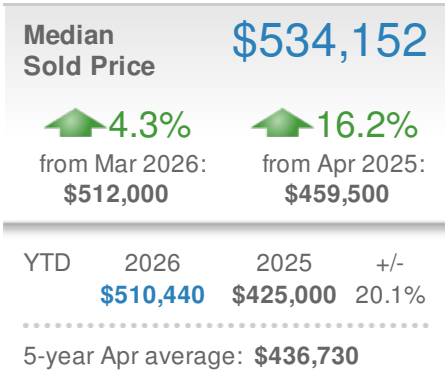 Median
Sold Price
$534,152
4.3%
from Mar 2026:
$512,000
16.2%
from Apr 2025:
$459,500
YTD 2026 2025 +/-
$510,440 $425,000 20.1%
5-year Apr average: $436,730